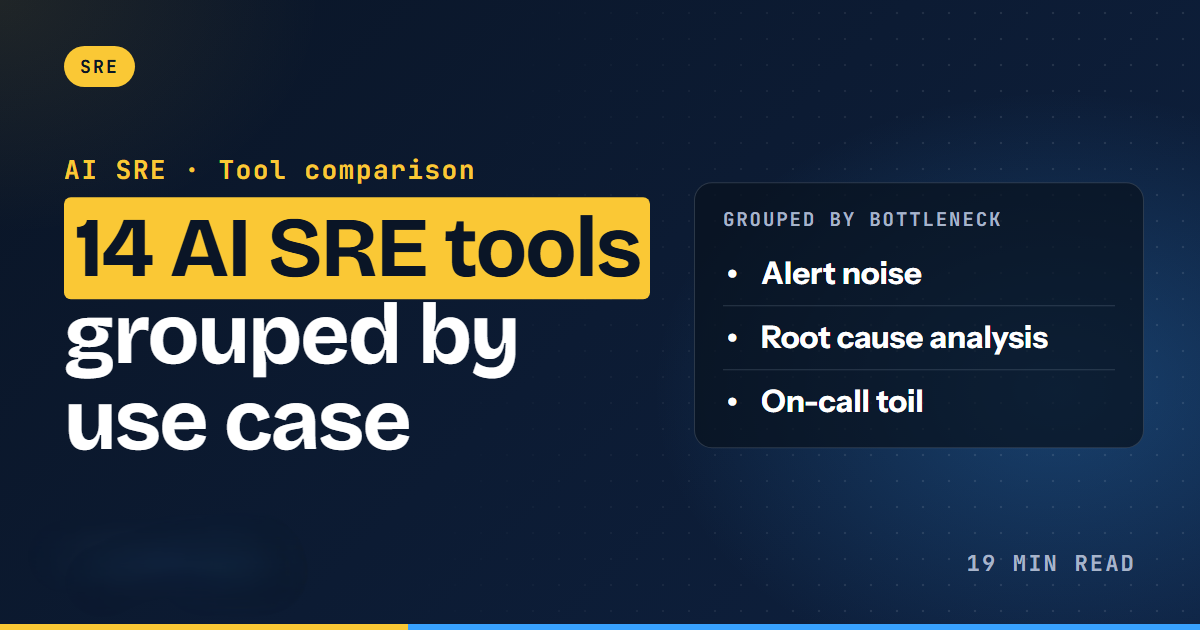 SRE
AI SRE · Tool comparison
14 AI SRE tools
grouped by
use case
GROUPED BY BOTTLENECK
• Alert noise
• Root cause analysis
• On-call toil
19 MIN READ